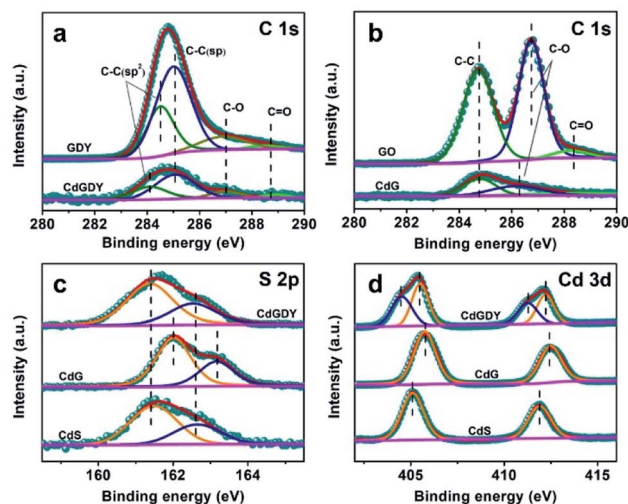 a
C 1s
C-C(sp)
C-C(sp²)
C-O
C=O
GDY
CdGDY
280 282 284 286 288 290
Binding energy (eV)
Intensity (a.u.)
b
C 1s
C-C
C-O
C=O
GO
CdG
280 282 284 286 288 290
Binding energy (eV)
Intensity (a.u.)
c
S 2p
CdGDY
CdG
CdS
160 162 164
Binding energy (eV)
Intensity (a.u.)
d
Cd 3d
CdGDY
CdG
CdS
405 410 415
Binding energy (eV)
Intensity (a.u.)